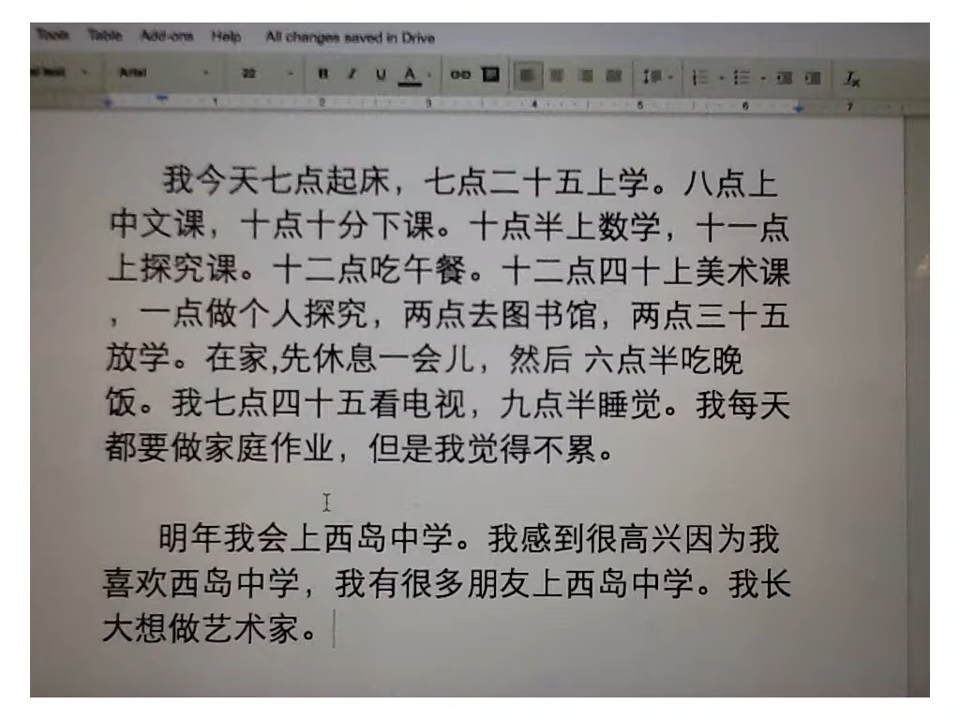 Tools Table Add-ons Help All changes saved in Drive
Arial 22 B I U A
1 2 3 4 5 6 7
我今天七点起床，七点二十五上学。八点上
中文课，十点十分下课。十点半上数学，十一点
上探究课。十二点吃午餐。十二点四十上美术课
，一点做个人探究，两点去图书馆，两点三十五
放学。在家,先休息一会儿，然后 六点半吃晚
饭。我七点四十五看电视，九点半睡觉。我每天
都要做家庭作业，但是我觉得不累。
明年我会上西岛中学。我感到很高兴因为我
喜欢西岛中学，我有很多朋友上西岛中学。我长
大想做艺术家。